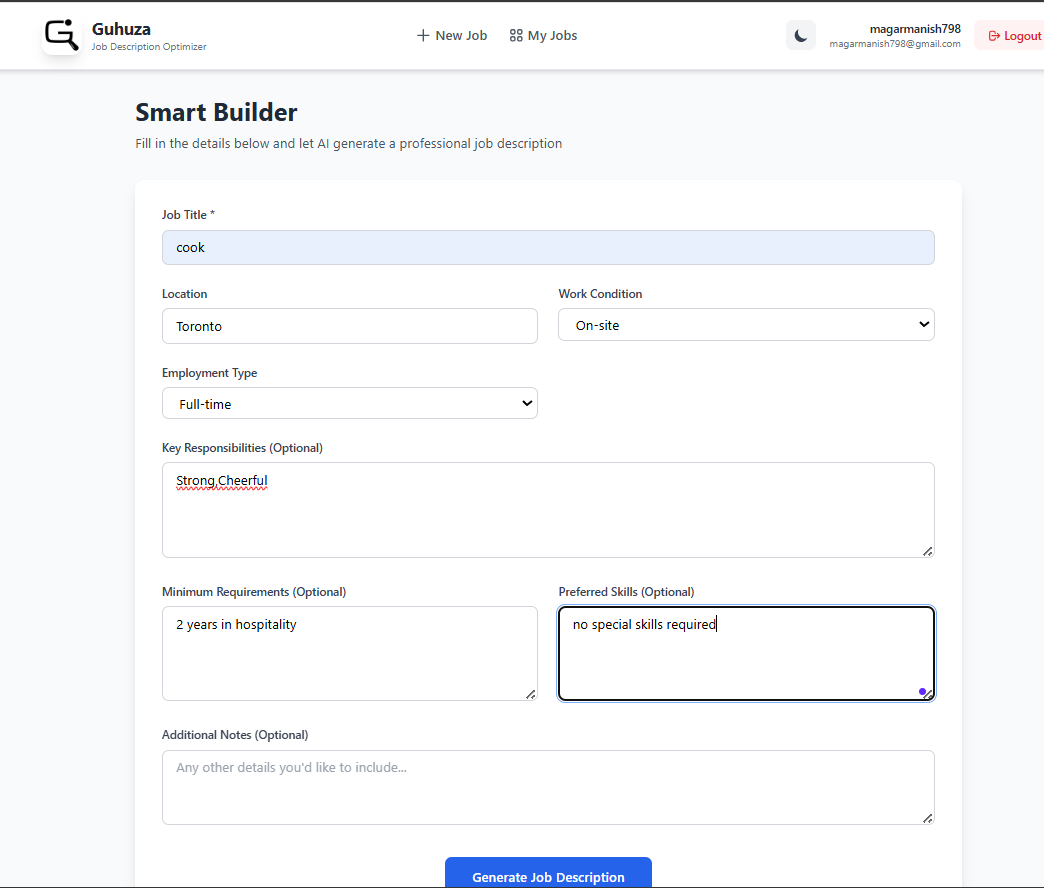 Guhuza
Job Description Optimizer
New Job
My Jobs
magarmanish798
magarmanish798@gmail.com
Logout
Smart Builder
Fill in the details below and let AI generate a professional job description
Job Title *
cook
Location
Work Condition
Toronto
On-site
Employment Type
Full-time
Key Responsibilities (Optional)
Strong,Cheerful
Minimum Requirements (Optional)
Preferred Skills (Optional)
2 years in hospitality
no special skills required
Additional Notes (Optional)
Any other details you'd like to include...
Generate Job Description